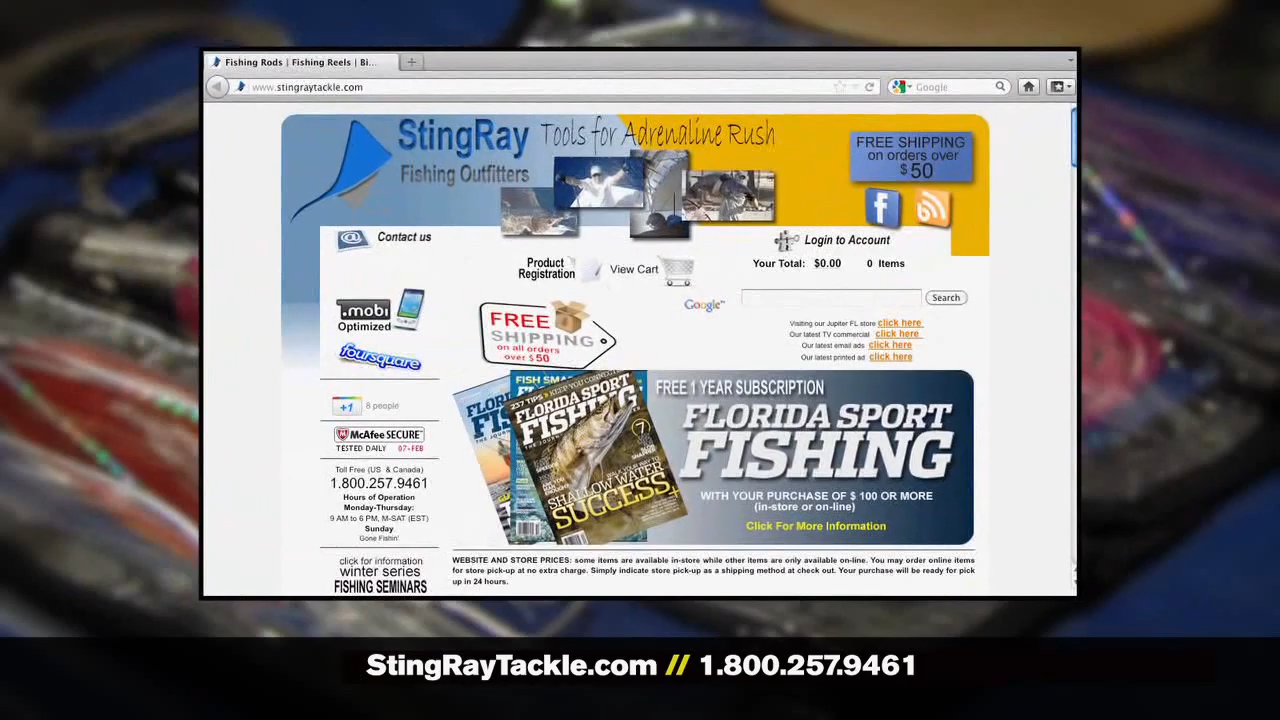 Fishing Rods | Fishing Reels | Bi...
www.stingraytackle.com
Google
StingRay
Fishing Outfitters
Tools for Adrenaline Rush
FREE SHIPPING
on orders over
$ 50
Contact us
Login to Account
Product
Registration
View Cart
Your Total: $0.00 0 Items
.mobi
Optimized
foursquare
FREE
SHIPPING
on all orders
over $ 50
Google
Search
Visiting our Jupiter FL store click here
Our latest TV commercial click here
Our latest email ads click here
Our latest printed ad click here
+1 6 people
McAfee SECURE
TESTED DAILY 07-FEB
Toll Free (US & Canada)
1.800.257.9461
Hours of Operation
Monday-Thursday:
9 AM to 6 PM, M-SAT (EST)
Sunday
Gone Fishin'
click for information
winter series
FISHING SEMINARS
FLORIDA SPORT
FISHING
SHALLOW WATER
SUCCESS
FREE 1 YEAR SUBSCRIPTION
FLORIDA SPORT
FISHING
WITH YOUR PURCHASE OF $ 100 OR MORE
(in-store or on-line)
Click For More Information
WEBSITE AND STORE PRICES: some items are available in-store while other items are only available on-line. You may order online items
for store pick-up at no extra charge. Simply indicate store pick-up as a shipping method at check out. Your purchase will be ready for pick
up in 24 hours.
StingRayTackle.com // 1.800.257.9461